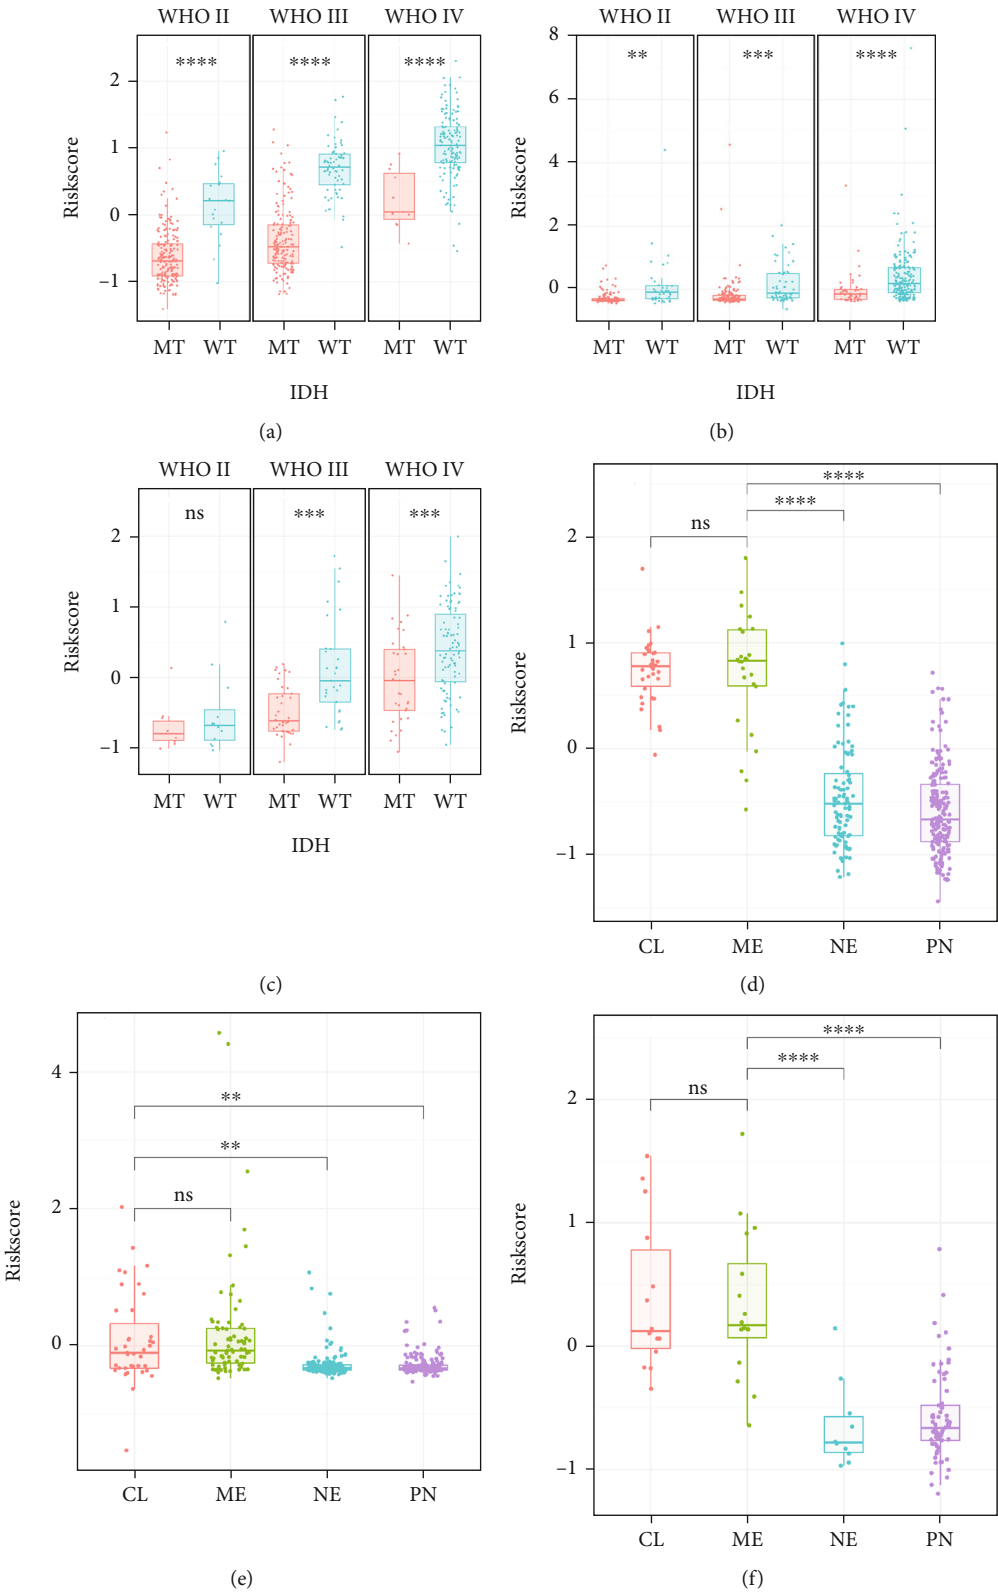 WHO II WHO III WHO IV
**** **** ****
2
1
0
−1
Riskscore
MT WT MT WT MT WT
IDH
(a)
WHO II WHO III WHO IV
** *** ****
8
6
4
2
0
Riskscore
MT WT MT WT MT WT
IDH
(b)
WHO II WHO III WHO IV
ns *** ***
2
1
0
−1
Riskscore
MT WT MT WT MT WT
IDH
(c)
****
****
ns
2
1
0
−1
Riskscore
CL ME NE PN
(d)
4
**
**
ns
2
0
Riskscore
CL ME NE PN
(e)
****
****
ns
2
1
0
−1
Riskscore
CL ME NE PN
(f)